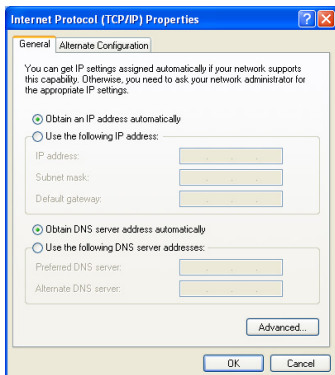 Internet Protocol (TCP/IP) Properties
General
Alternate Configuration
You can get IP settings assigned automatically if your network supports
this capability. Otherwise, you need to ask your network administrator for
the appropriate IP settings.
Obtain an IP address automatically
Use the following IP address:
IP address:
Subnet mask:
Default gateway:
Obtain DNS server address automatically
Use the following DNS server addresses:
Preferred DNS server:
Alternate DNS server:
Advanced...
OK
Cancel